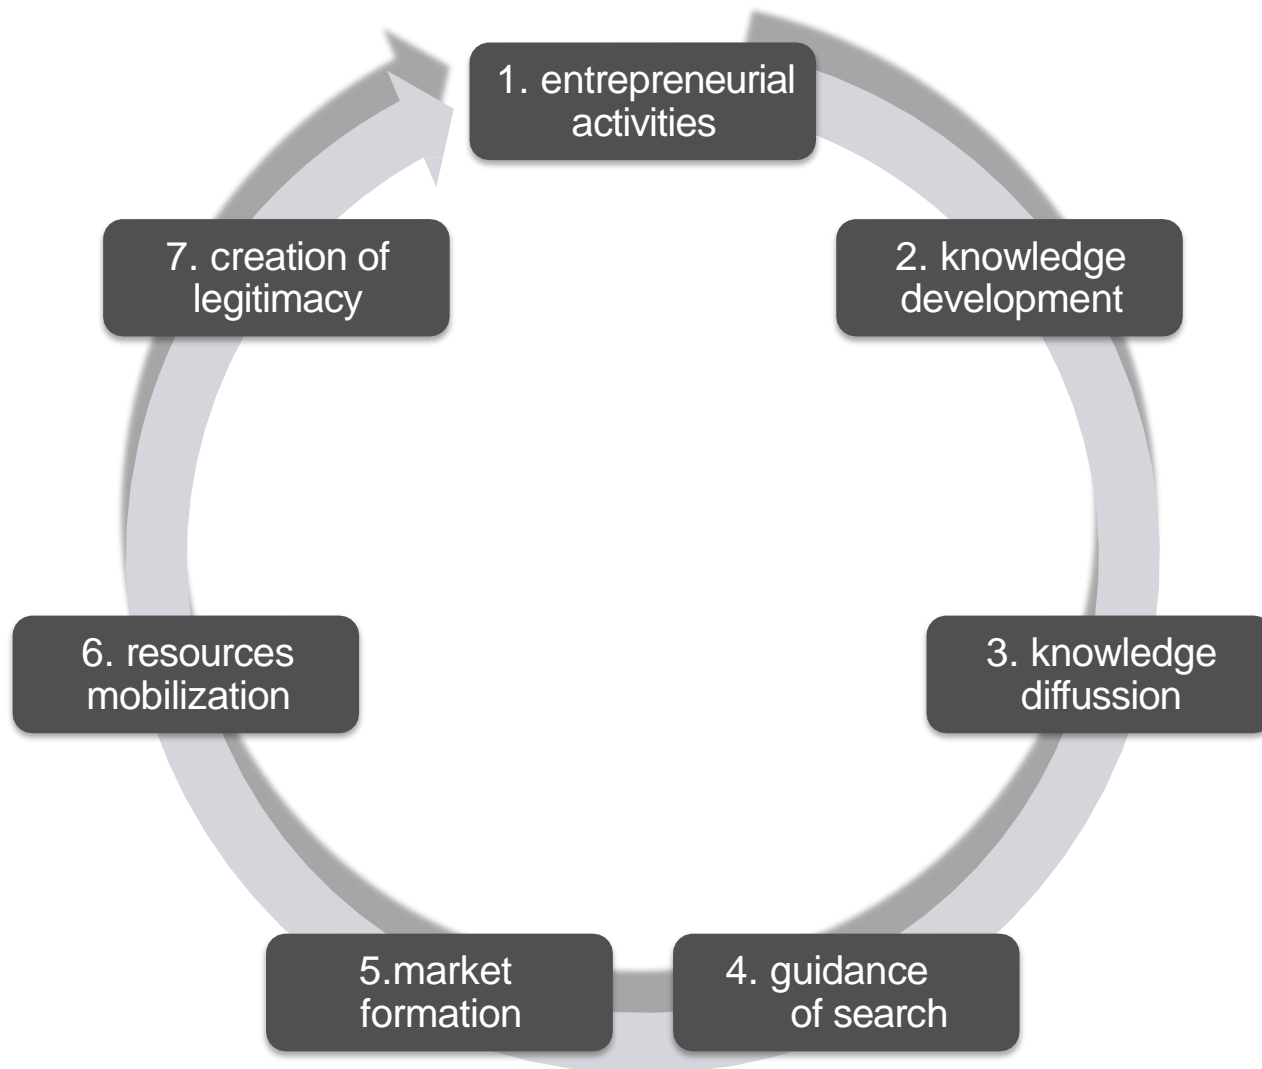 1. entrepreneurial
activities
2. knowledge
development
3. knowledge
diffussion
4. guidance
of search
5.market
formation
6. resources
mobilization
7. creation of
legitimacy